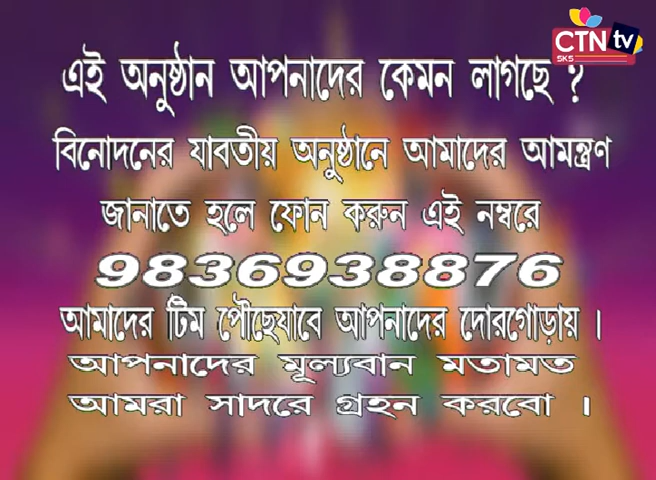 CTN tv
SKS
এই অনুষ্ঠান আপনাদের কেমন লাগছে ?
বিনোদনের যাবতীয় অনুষ্ঠানে আমাদের আমন্ত্রণ
জানাতে হলে ফোন করুন এই নম্বরে
9836938876
আমাদের টিম পৌছেযাবে আপনাদের দোরগোড়ায় ।
আপনাদের মূল্যবান মতামত
আমরা সাদরে গ্রহন করবো ।